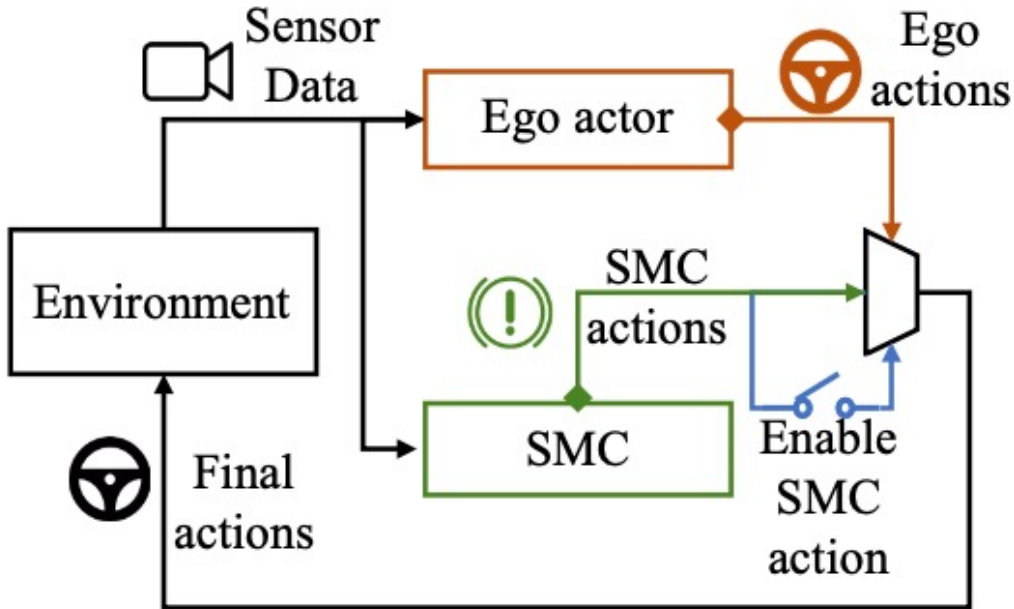 Sensor
Data
Ego
actions
Ego actor
Environment
SMC
actions
SMC
Enable
SMC
action
Final
actions